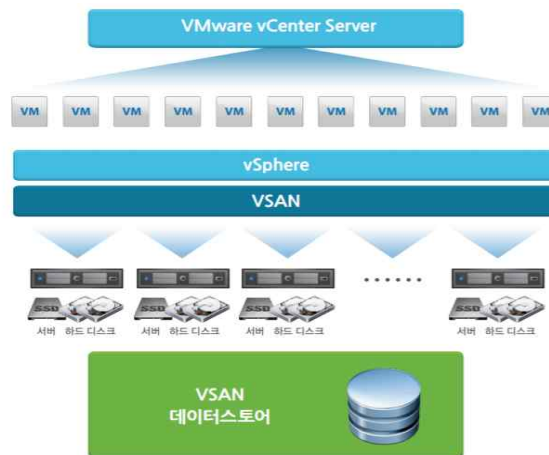 VMware vCenter Server
VM VM VM VM VM VM VM VM VM VM VM
vSphere
VSAN
......
SSD SSD SSD SSD
서버 하드 디스크 서버 하드 디스크 서버 하드 디스크 서버 하드 디스크
VSAN
데이터스토어